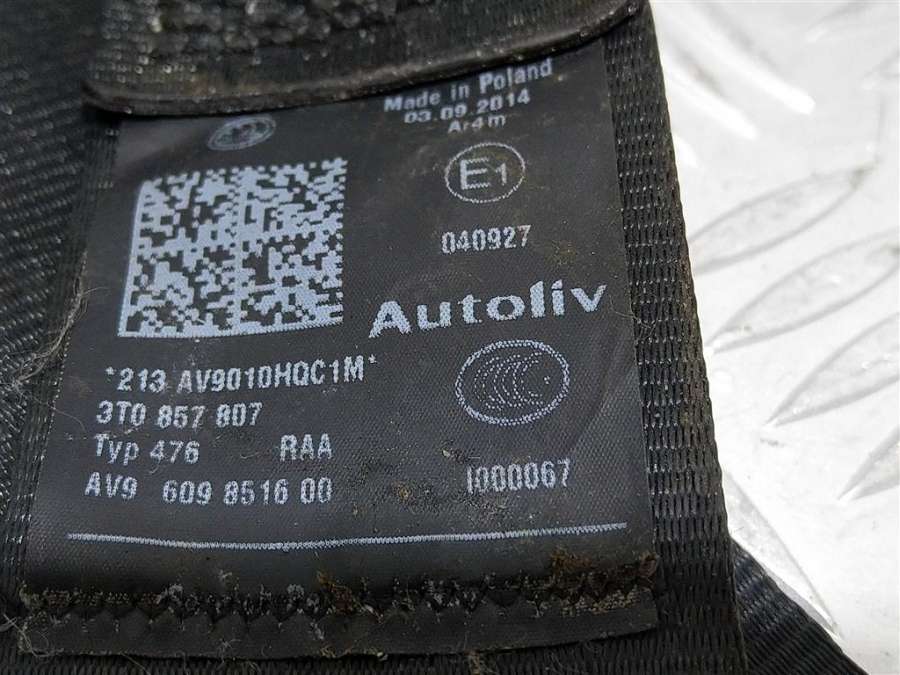 Made in Poland
03.09.2014
Ar4m
E1
040927
Autoliv
*213 AV9010HQC1M*
3T0 857 807
Typ 476 RAA
AV9 609 8516 00
I000067